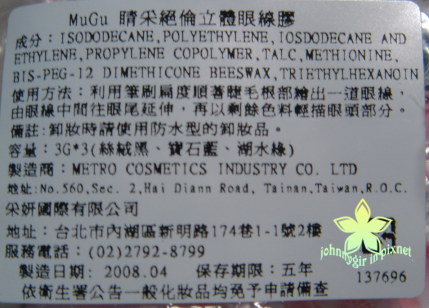 MuGu 睛采絕倫立體眼線膠
成分：ISODODECANE,POLYETHYLENE,IOSDODECANE AND
ETHYLENE,PROPYLENE COPOLYMER,TALC,METHIONINE,
BIS-PEG-12 DIMETHICONE BEESWAX,TRIETHYLHEXANOIN
使用方法：利用筆刷扁度順著睫毛根部繪出一道眼線，
由眼線中間往眼尾延伸，再以剩餘色料輕描眼頭部分。
備註：卸妝時請使用防水型的卸妝品。
容量：3G*3(絲絨黑、寶石藍、湖水綠)
製造商：METRO COSMETICS INDUSTRY CO. LTD
地址:No.560,Sec. 2,Hai Diann Road, Tainan,Taiwan,R.O.C.
采妍國際有限公司
地址：台北市內湖區新明路174巷1-1號2樓
服務電話：(02)2792-8799
製造日期：2008.04 保存期限：五年
依衛生署公告一般化妝品均免予申請備查
137696
johnnygir in pixnet